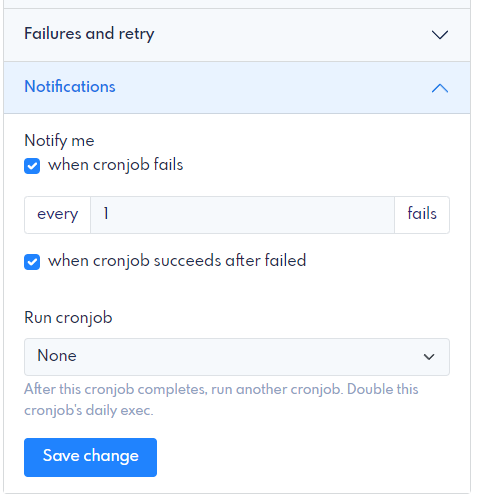 Failures and retry
Notifications
Notify me
when cronjob fails
every 1 fails
when cronjob succeeds after failed
Run cronjob
None
After this cronjob completes, run another cronjob. Double this
cronjob's daily exec.
Save change